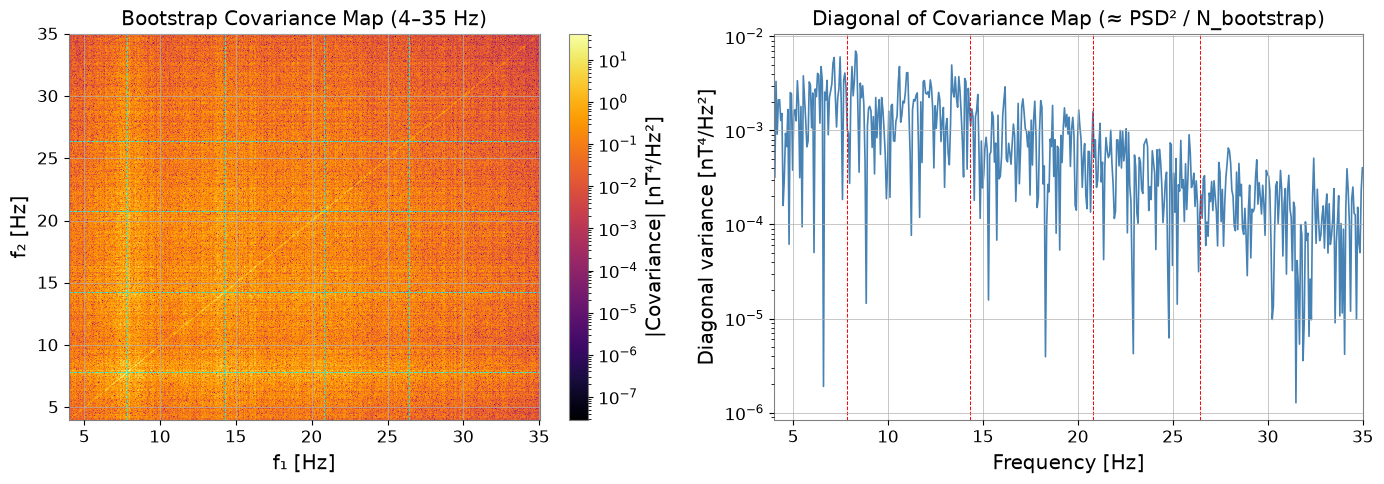 Bootstrap Covariance Map (4–35 Hz)
35
30
25
20
15
10
5
f₂ [Hz]
5 10 15 20 25 30 35
f₁ [Hz]
10¹
10⁰
10⁻¹
10⁻²
10⁻³
10⁻⁴
10⁻⁵
10⁻⁶
10⁻⁷
|Covariance| [nT⁴/Hz²]
Diagonal of Covariance Map (≈ PSD² / N_bootstrap)
10⁻²
10⁻³
10⁻⁴
10⁻⁵
10⁻⁶
Diagonal variance [nT⁴/Hz²]
5 10 15 20 25 30 35
Frequency [Hz]